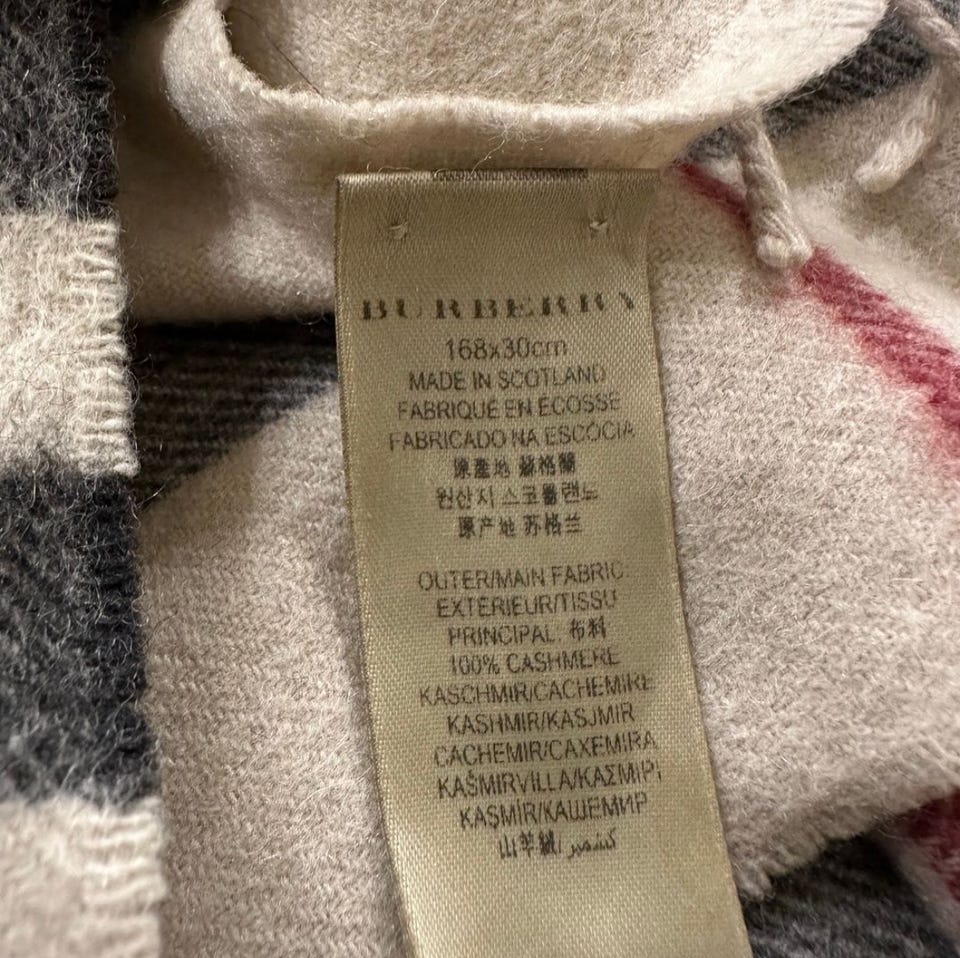 BURBERRY
168x30cm
MADE IN SCOTLAND
FABRIQUE EN ECOSSE
FABRICADO NA ESCÓCIA
原產地 蘇格蘭
원산지 스코틀랜드
原产地 苏格兰
OUTER/MAIN FABRIC
EXTERIEUR/TISSU
PRINCIPAL 布料
100% CASHMERE
KASCHMIR/CACHEMIRE
KASHMIR/KASJMIR
CACHEMIR/CAXEMIRA
KAŠMIRVILLA/ΚΑΣΜΙΡΙ
KAŞMİR/КАШЕМИР
山羊絨/كشمير